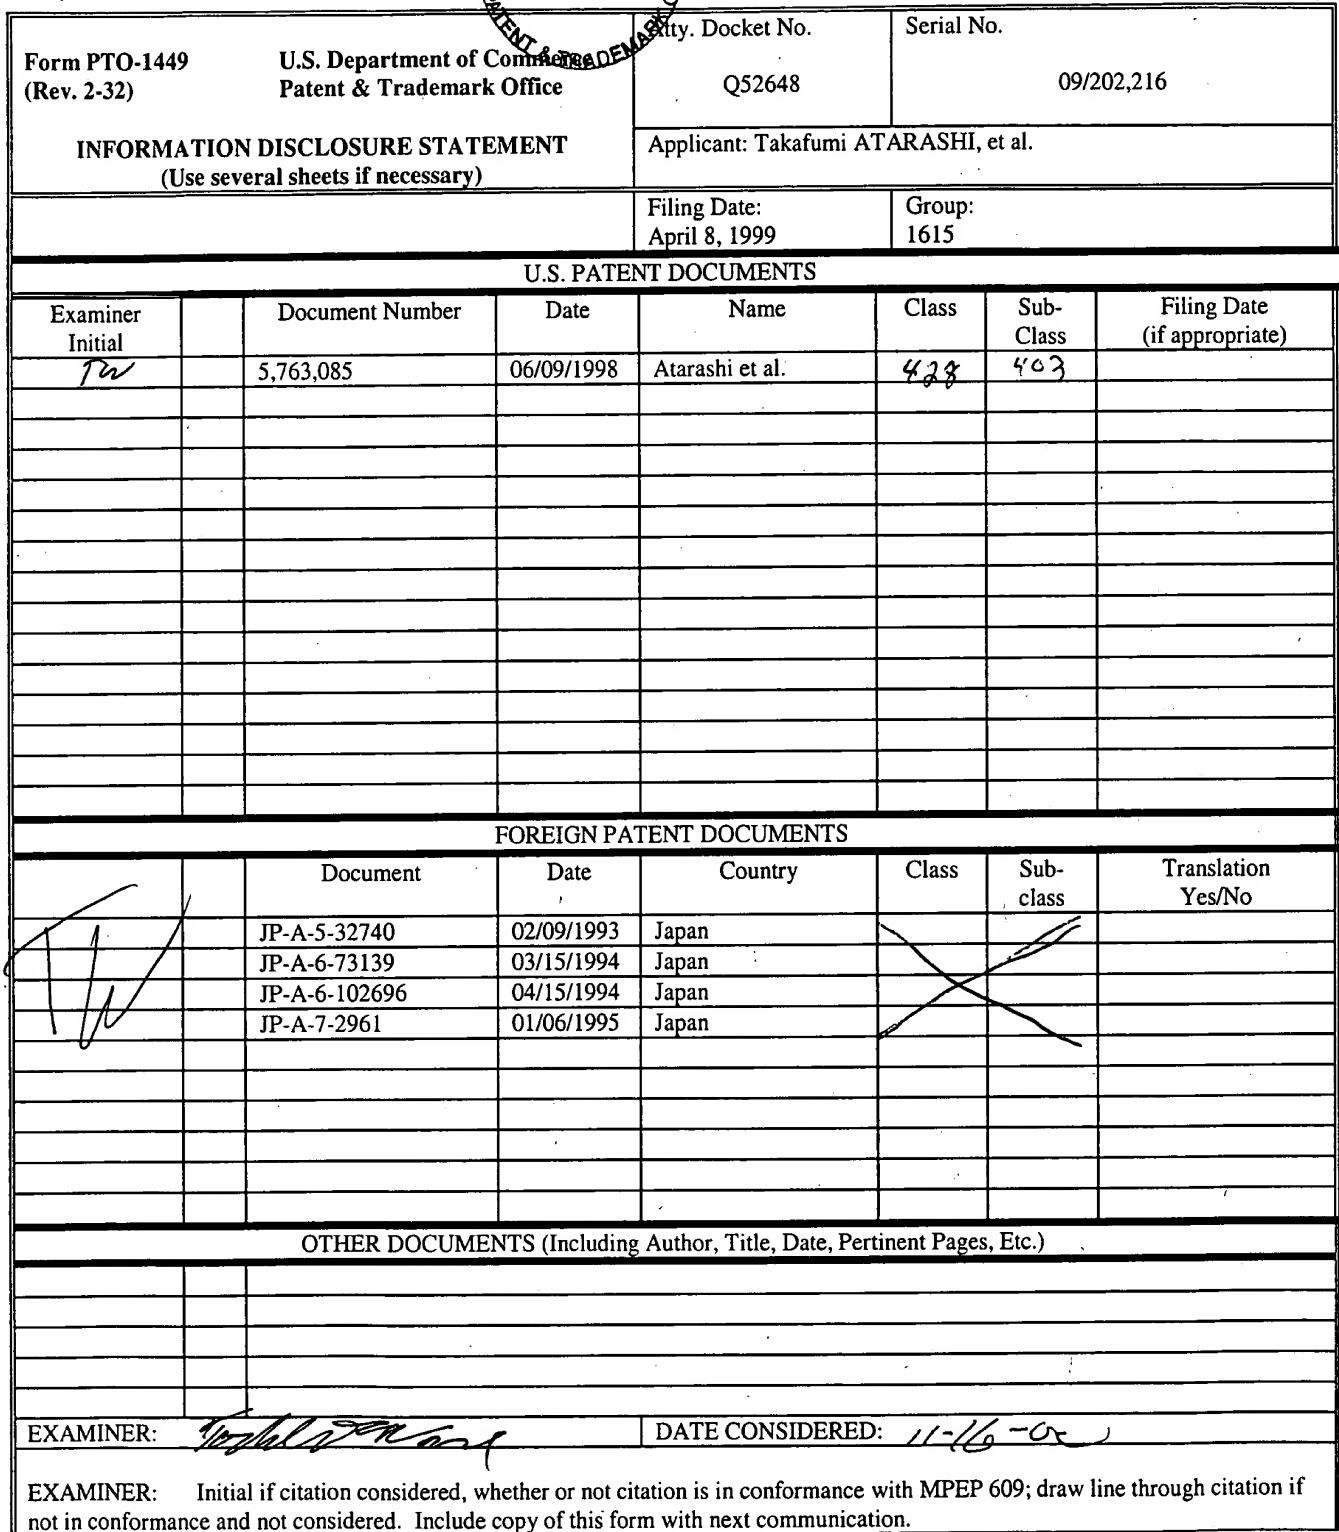 PATENT & TRADEMARK O
Form PTO-1449
(Rev. 2-32)
U.S. Department of Commerce
Patent & Trademark Office
INFORMATION DISCLOSURE STATEMENT
(Use several sheets if necessary)
Atty. Docket No.
Q52648
Serial No.
09/202,216
Applicant: Takafumi ATARASHI, et al.
Filing Date:
April 8, 1999
Group:
1615
U.S. PATENT DOCUMENTS
Examiner Initial Document Number Date Name Class Sub-Class Filing Date (if appropriate)
TW 5,763,085 06/09/1998 Atarashi et al. 428 403
FOREIGN PATENT DOCUMENTS
Document Date Country Class Sub-class Translation Yes/No
TW
JP-A-5-32740 02/09/1993 Japan
JP-A-6-73139 03/15/1994 Japan
JP-A-6-102696 04/15/1994 Japan
JP-A-7-2961 01/06/1995 Japan
OTHER DOCUMENTS (Including Author, Title, Date, Pertinent Pages, Etc.)
EXAMINER: DATE CONSIDERED: 11-16-00
EXAMINER: Initial if citation considered, whether or not citation is in conformance with MPEP 609; draw line through citation if
not in conformance and not considered. Include copy of this form with next communication.